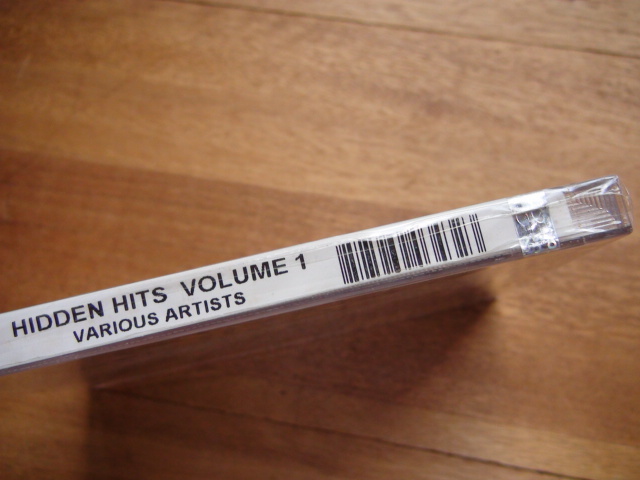 HIDDEN HITS VOLUME 1
VARIOUS ARTISTS